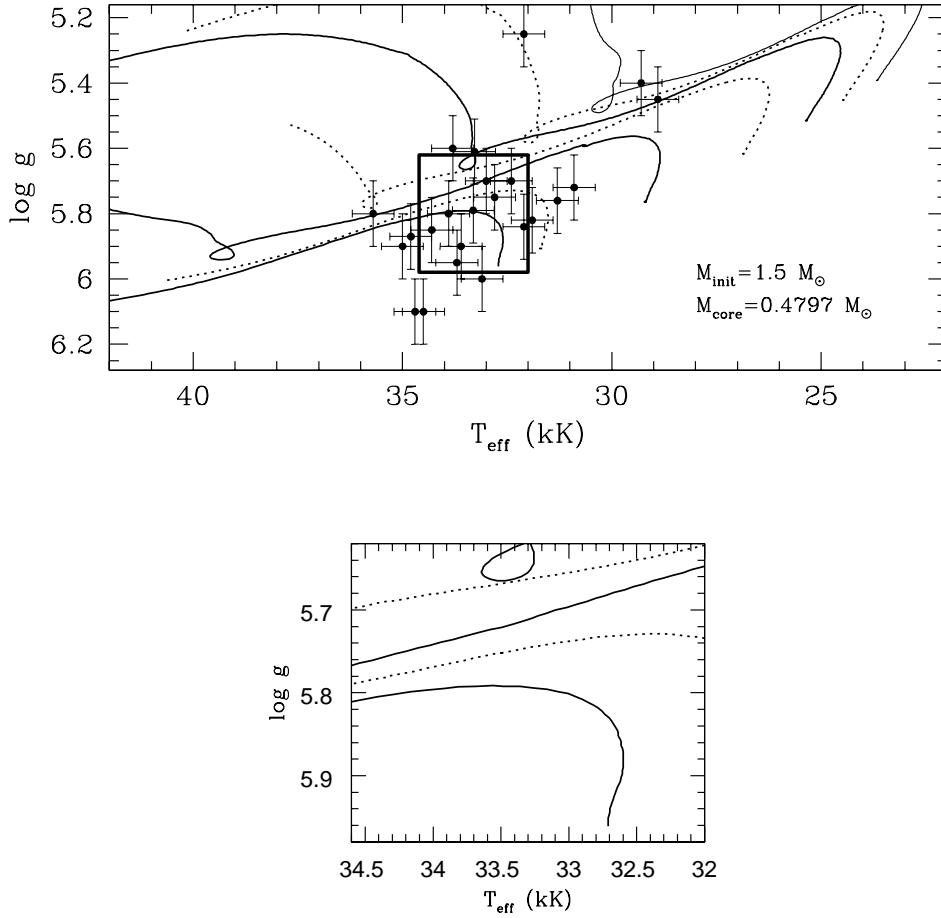 5.2
5.4
5.6
5.8
6
6.2
log g
M_init=1.5 M_⊙
M_core=0.4797 M_⊙
40 35 30 25
T_eff (kK)
5.7
5.8
5.9
log g
34.5 34 33.5 33 32.5 32
T_eff (kK)